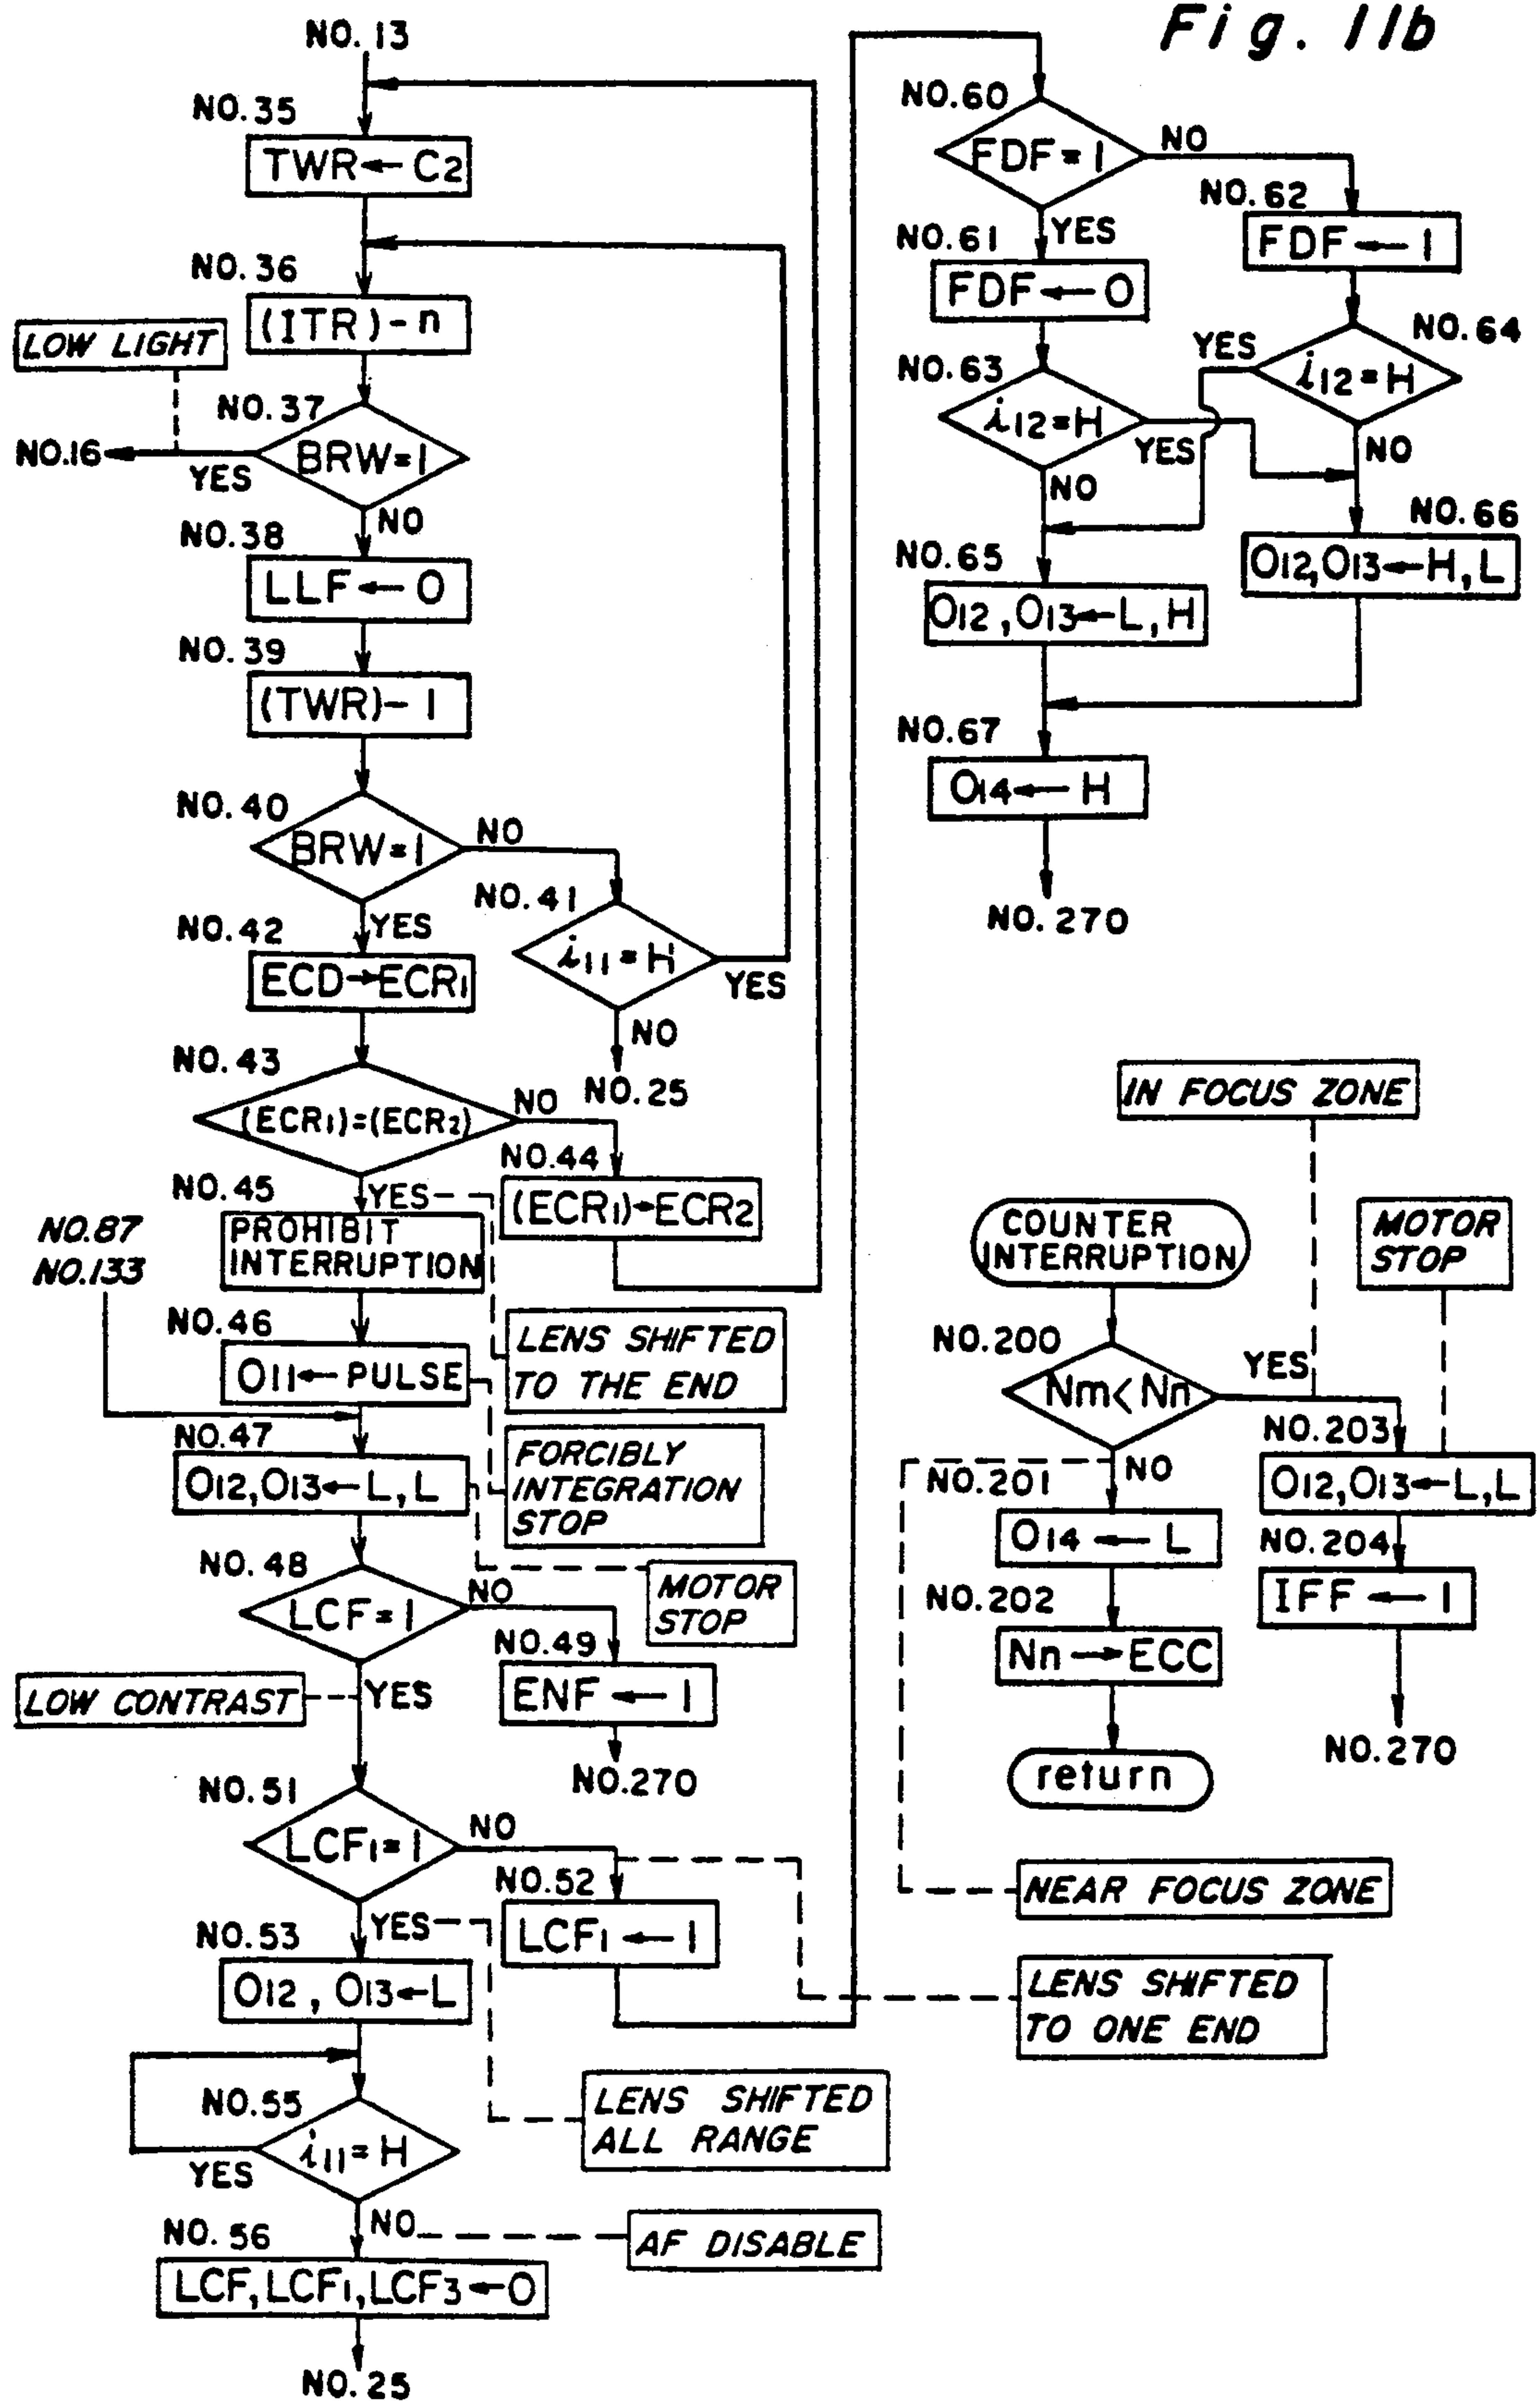 Fig. 11b
NO. 13
NO. 35
TWR ← C2
NO. 36
(ITR) - n
LOW LIGHT
NO. 37
BRW = 1
NO.16
YES
NO
NO. 38
LLF ← 0
NO. 39
(TWR) - 1
NO. 40
BRW = 1
NO
YES
NO. 41
i11 = H
YES
NO
NO.25
NO. 42
ECD → ECR1
NO. 43
(ECR1) = (ECR2)
NO
YES
NO.44
(ECR1) → ECR2
NO. 45
PROHIBIT
INTERRUPTION
NO.87
NO.133
LENS SHIFTED
TO THE END
NO. 46
O11 ← PULSE
FORCIBLY
INTEGRATION
STOP
NO.47
O12, O13 ← L, L
MOTOR
STOP
NO. 48
LCF = 1
NO
YES
LOW CONTRAST
NO.49
ENF ← 1
NO.270
NO.51
LCF1 = 1
NO
YES
NO.52
LCF1 ← 1
LENS SHIFTED
TO ONE END
NO.53
O12, O13 ← L
LENS SHIFTED
ALL RANGE
NO.55
i11 = H
YES
NO
AF DISABLE
NO. 56
LCF, LCF1, LCF3 ← 0
NO.25
NO.60
FDF = 1
NO
YES
NO.61
FDF ← 0
NO. 62
FDF ← 1
NO.63
i12 = H
YES
NO
NO.64
i12 = H
YES
NO
NO.65
O12, O13 ← L, H
NO.66
O12, O13 ← H, L
NO.67
O14 ← H
NO. 270
IN FOCUS ZONE
COUNTER
INTERRUPTION
MOTOR
STOP
NO.200
Nm < Nn
YES
NO
NO.201
O14 ← L
NO.202
Nn → ECC
return
NO.203
O12, O13 ← L, L
NO.204
IFF ← 1
NO.270
NEAR FOCUS ZONE